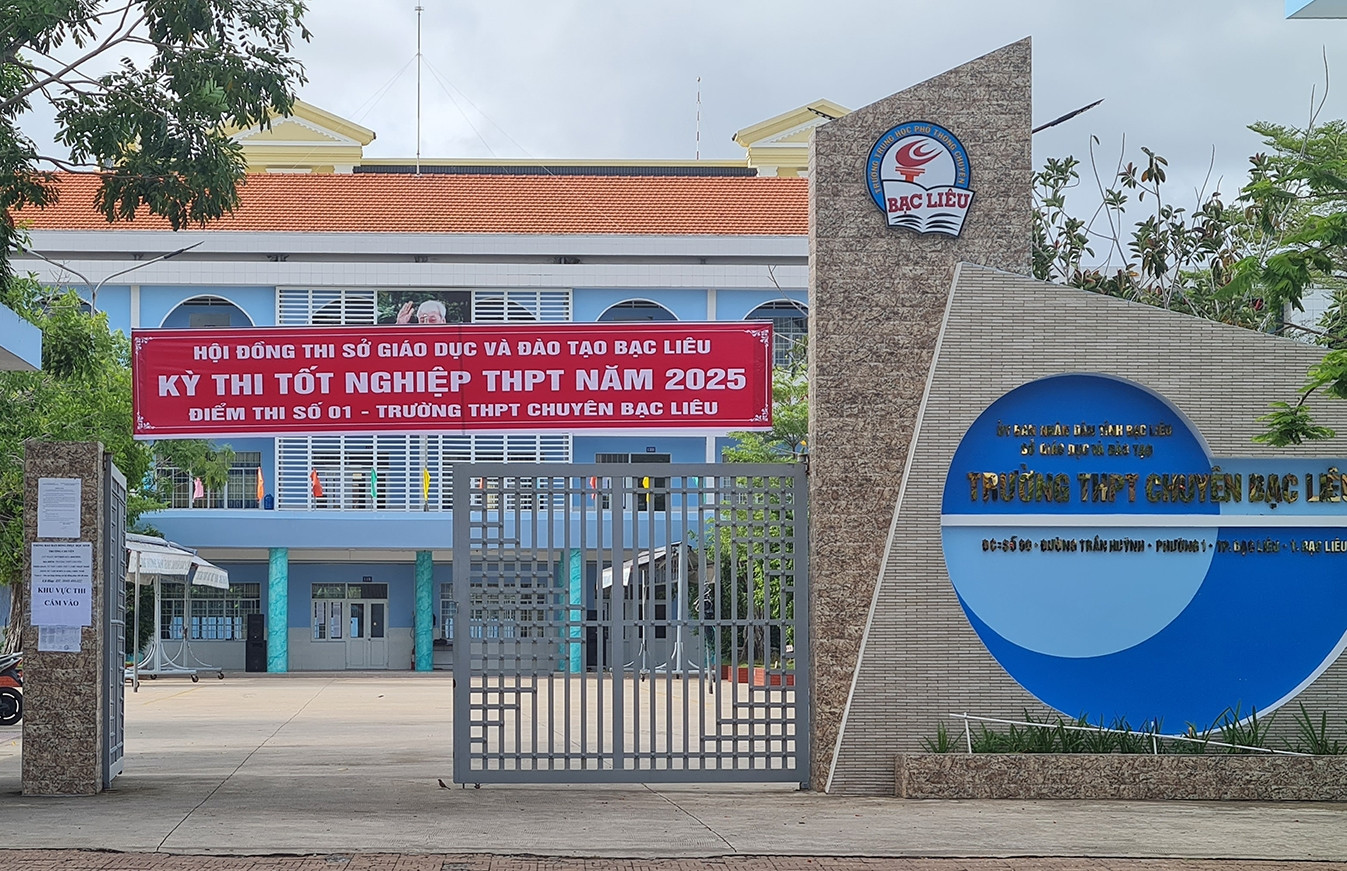 TRƯỜNG TRUNG HỌC PHỔ THÔNG CHUYÊN
BẠC LIÊU
HỘI ĐỒNG THI SỞ GIÁO DỤC VÀ ĐÀO TẠO BẠC LIÊU
KỲ THI TỐT NGHIỆP THPT NĂM 2025
ĐIỂM THI SỐ 01 - TRƯỜNG THPT CHUYÊN BẠC LIÊU
ỦY BAN NHÂN DÂN TỈNH BẠC LIÊU
SỞ GIÁO DỤC VÀ ĐÀO TẠO
TRƯỜNG THPT CHUYÊN BẠC LIÊU
ĐC: SỐ 00 - ĐƯỜNG TRẦN HUỲNH - PHƯỜNG 1 - TP. BẠC LIÊU - T. BẠC LIÊU
KHU VỰC THI
CẤM VÀO